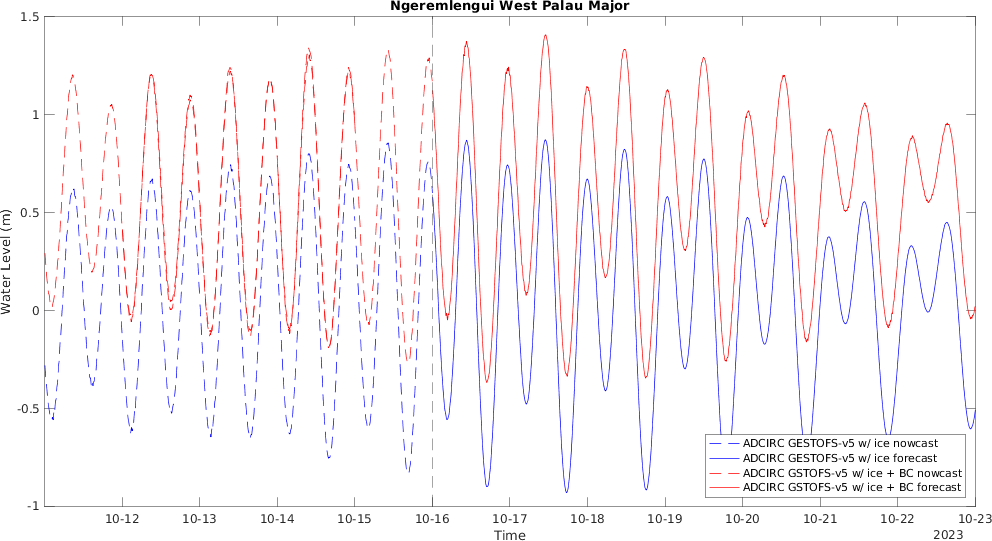 Ngeremlengui West Palau Major
1.5
1
0.5
0
-0.5
-1
Water Level (m)
10-12 10-13 10-14 10-15 10-16 10-17 10-18 10-19 10-20 10-21 10-22 10-23
Time
2023
ADCIRC GESTOFS-v5 w/ ice nowcast
ADCIRC GESTOFS-v5 w/ ice forecast
ADCIRC GSTOFS-v5 w/ ice + BC nowcast
ADCIRC GSTOFS-v5 w/ ice + BC forecast